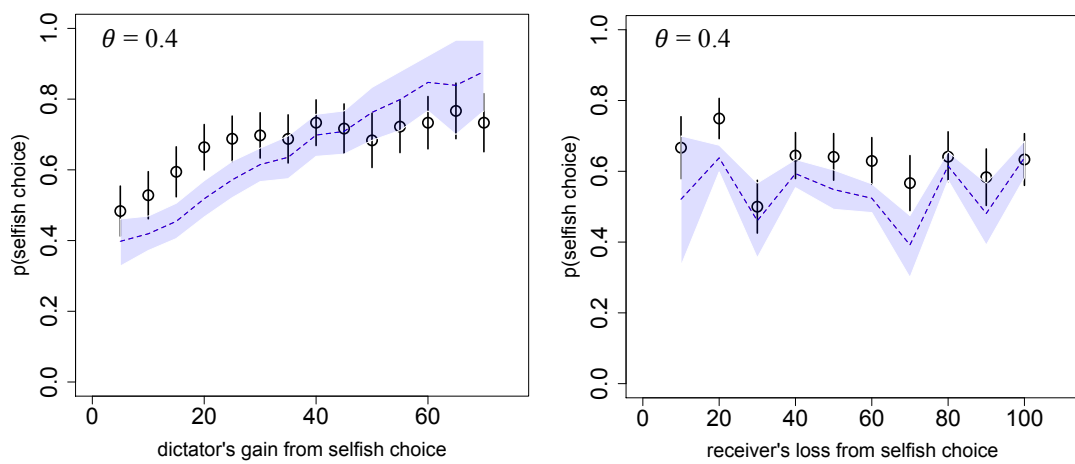 θ = 0.4
p(selfish choice)
0.0 0.2 0.4 0.6 0.8 1.0
0 20 40 60
dictator's gain from selfish choice
θ = 0.4
p(selfish choice)
0.0 0.2 0.4 0.6 0.8 1.0
0 20 40 60 80 100
receiver's loss from selfish choice